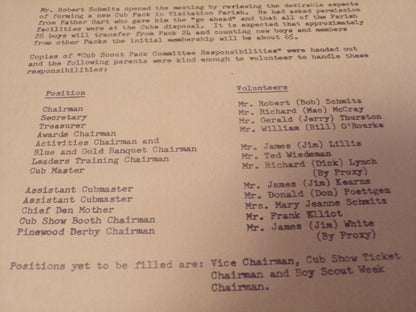 Mr. Robert Schmitz opened the meeting by reviewing the desirable aspects
of forming a new Cub Pack in Visitation Parish. He had asked permission
from Father Hart who gave him the "go ahead" and that all of the Parish
facilities were at the Cubs disposal. It is expected that approximately
26 boys will transfer from Pack 24 and counting new boys and members
from other Packs the initial membership will be about 65.
Copies of "Cub Scout Pack Committee Responsibilities" were handed out
and the following parents were kind enough to volunteer to handle these
responsibilities:
Position Volunteers
Chairman Mr. Robert (Bob) Schmitz
Secretary Mr. Richard (Mac) McCray
Treasurer Mr. Gerald (Jerry) Thurston
Awards Chairman Mr. William (Bill) O'Rourke
Activities Chairman and
Blue and Gold Banquet Chairman Mr. James (Jim) Lillis
Leaders Training Chairman Mr. Ted Wiedeman
Cub Master Mr. Richard (Dick) Lynch
(By Proxy)
Assistant Cubmaster Mr. James (Jim) Kearns
Assistant Cubmaster Mr. Donald (Don) Poettgen
Chief Den Mother Mrs. Mary Jeanne Schmitz
Cub Show Booth Chairman Mr. Frank Elliot
Pinewood Derby Chairman Mr. James (Jim) White
(By Proxy)
Positions yet to be filled are: Vice Chairman, Cub Show Ticket
Chairman and Boy Scout Week
Chairman.